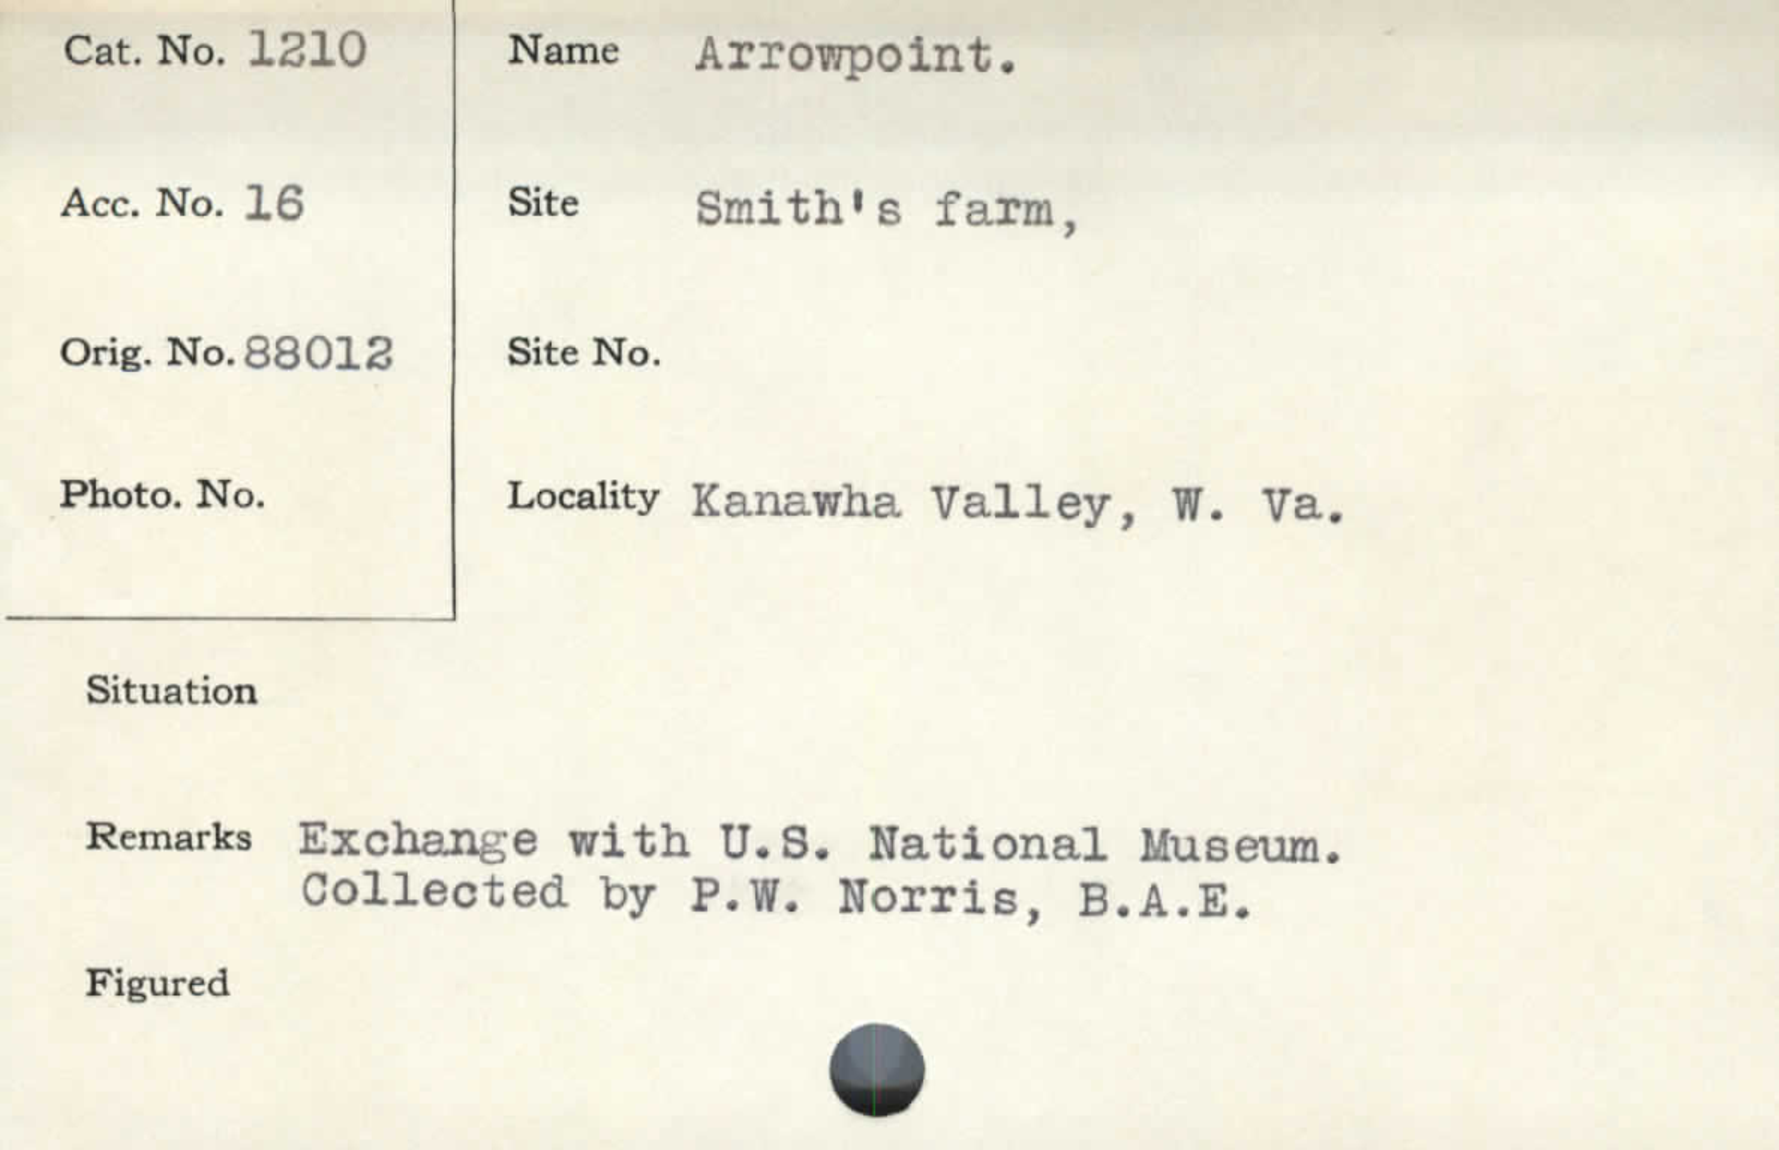 Cat. No. 1210
Name Arrowpoint.
Acc. No. 16
Site Smith's farm,
Orig. No. 88012
Site No.
Photo. No.
Locality Kanawha Valley, W. Va.
Situation
Remarks Exchange with U.S. National Museum.
Collected by P.W. Norris, B.A.E.
Figured